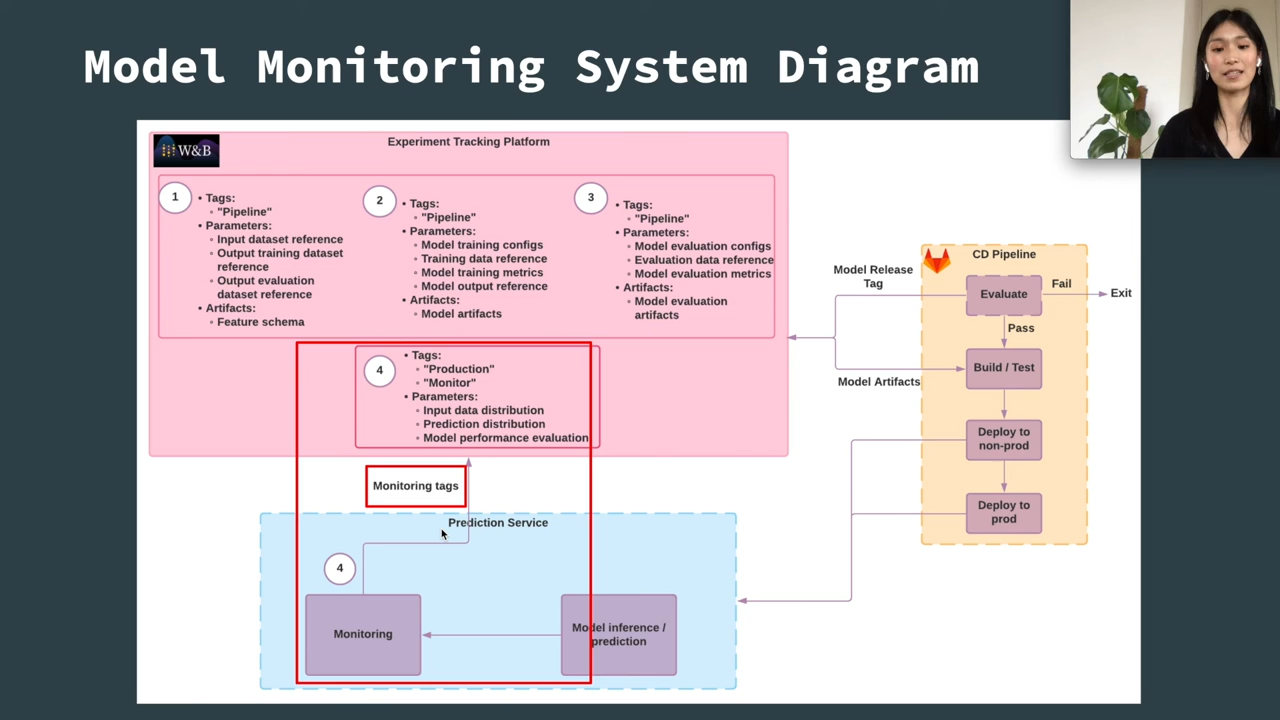 Model Monitoring System Diagram
W&B
Experiment Tracking Platform
1
• Tags:
◦ "Pipeline"
• Parameters:
◦ Input dataset reference
◦ Output training dataset
reference
◦ Output evaluation
dataset reference
• Artifacts:
◦ Feature schema
2
• Tags:
◦ "Pipeline"
• Parameters:
◦ Model training configs
◦ Training data reference
◦ Model training metrics
◦ Model output reference
• Artifacts:
◦ Model artifacts
3
• Tags:
◦ "Pipeline"
• Parameters:
◦ Model evaluation configs
◦ Evaluation data reference
◦ Model evaluation metrics
• Artifacts:
◦ Model evaluation
artifacts
4
• Tags:
◦ "Production"
◦ "Monitor"
• Parameters:
◦ Input data distribution
◦ Prediction distribution
◦ Model performance evaluation
Monitoring tags
Prediction Service
4
Monitoring
Model inference /
prediction
Model Release
Tag
Model Artifacts
CD Pipeline
Evaluate
Fail
Exit
Pass
Build / Test
Deploy to
non-prod
Deploy to
prod